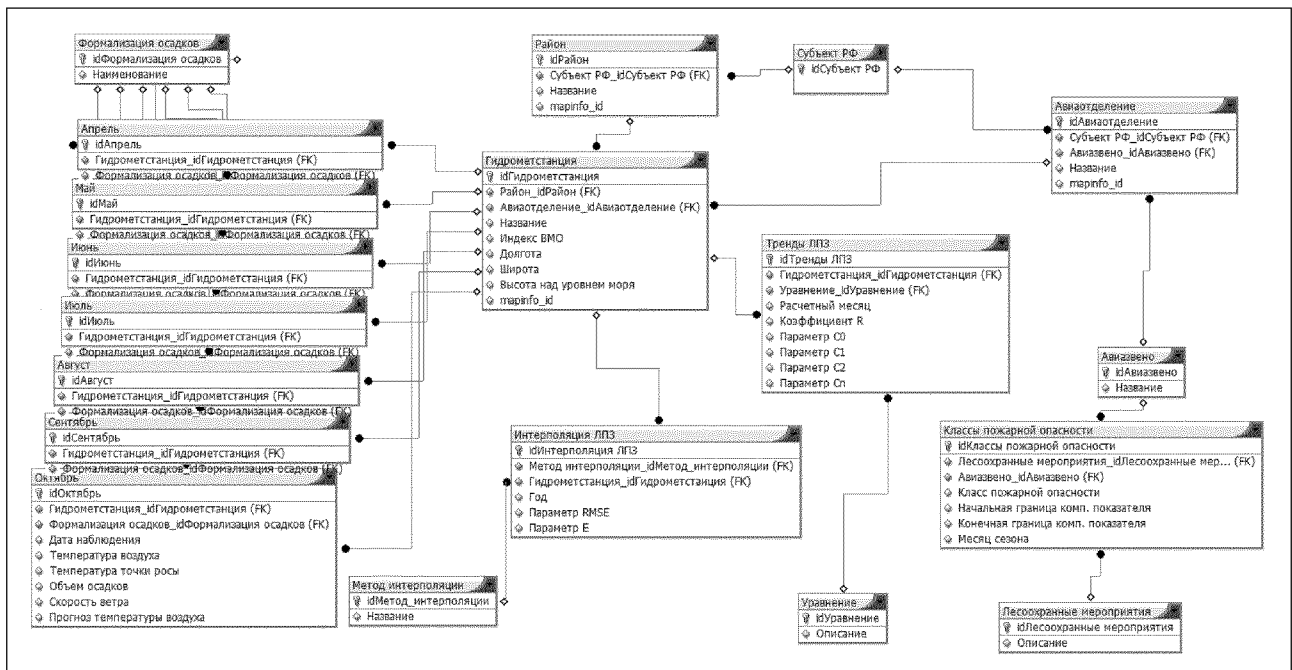 Формализация осадков
idФормализация осадков
Наименование
Апрель
idАпрель
Гидрометстанция_idГидрометстанция (FK)
Формализация осадков_idФормализация осадков (FK)
Май
idМай
Гидрометстанция_idГидрометстанция (FK)
Формализация осадков_idФормализация осадков (FK)
Июнь
idИюнь
Гидрометстанция_idГидрометстанция (FK)
Формализация осадков_idФормализация осадков (FK)
Июль
idИюль
Гидрометстанция_idГидрометстанция (FK)
Формализация осадков_idФормализация осадков (FK)
Август
idАвгуст
Гидрометстанция_idГидрометстанция (FK)
Формализация осадков_idФормализация осадков (FK)
Сентябрь
idСентябрь
Гидрометстанция_idГидрометстанция (FK)
Формализация осадков_idФормализация осадков (FK)
Октябрь
idОктябрь
Гидрометстанция_idГидрометстанция (FK)
Формализация осадков_idФормализация осадков (FK)
Дата наблюдения
Температура воздуха
Температура точки росы
Объем осадков
Скорость ветра
Прогноз температуры воздуха
Район
idРайон
Субъект РФ_idСубъект РФ (FK)
Название
mapinfo_id
Субъект РФ
idСубъект РФ
Авиаотделение
idАвиаотделение
Субъект РФ_idСубъект РФ (FK)
Авиазвено_idАвиазвено (FK)
Название
mapinfo_id
Гидрометстанция
idГидрометстанция
Район_idРайон (FK)
Авиаотделение_idАвиаотделение (FK)
Название
Индекс ВМО
Долгота
Широта
Высота над уровнем моря
mapinfo_id
Тренды ЛПЗ
idТренды ЛПЗ
Гидрометстанция_idГидрометстанция (FK)
Уравнение_idУравнение (FK)
Расчетный месяц
Коэффициент R
Параметр C0
Параметр C1
Параметр C2
Параметр Cn
Авиазвено
idАвиазвено
Название
Интерполяция ЛПЗ
idИнтерполяция ЛПЗ
Метод интерполяции_idМетод_интерполяции (FK)
Гидрометстанция_idГидрометстанция (FK)
Год
Параметр RMSE
Параметр E
Классы пожарной опасности
idКлассы пожарной опасности
Лесоохранные мероприятия_idЛесоохранные мер... (FK)
Авиазвено_idАвиазвено (FK)
Класс пожарной опасности
Начальная граница комп. показателя
Конечная граница комп. показателя
Месяц сезона
Метод интерполяции
idМетод_интерполяции
Название
Уравнение
idУравнение
Описание
Лесоохранные мероприятия
idЛесоохранные мероприятия
Описание